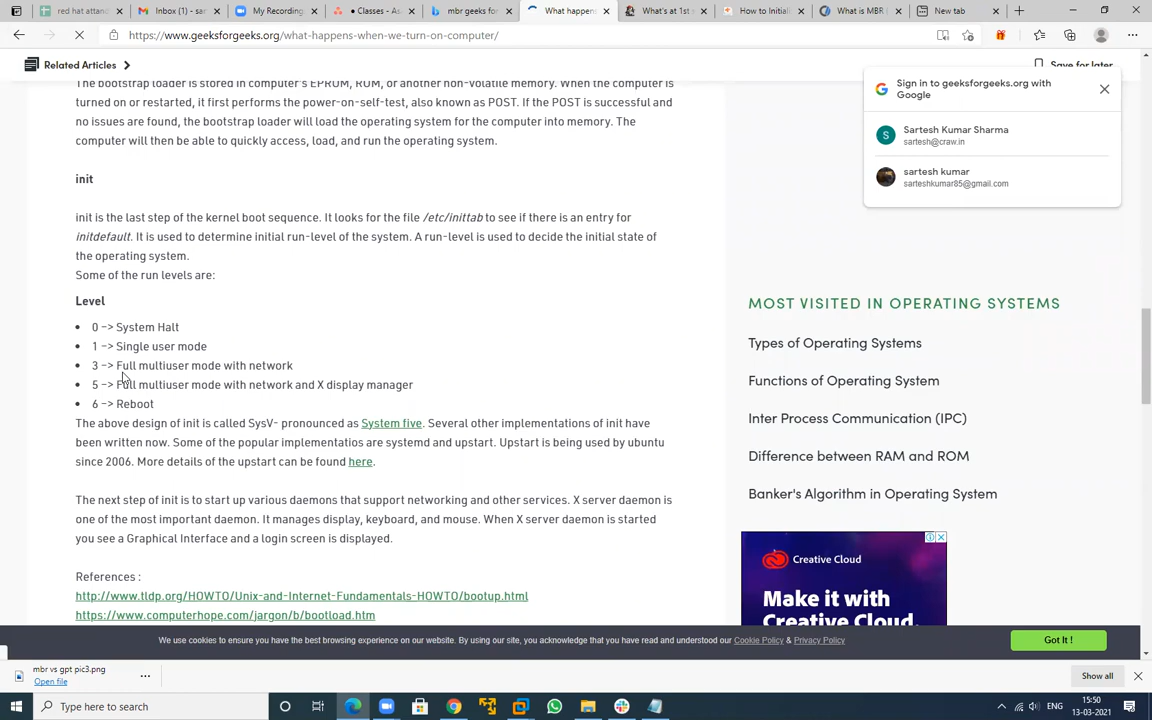 red hat attand
Inbox (1) - sar
My Recording
• Classes - Asa
mbr geeks for
What happen
What's at 1st s
How to Initiali
What is MBR
New tab
https://www.geeksforgeeks.org/what-happens-when-we-turn-on-computer/
Related Articles
Save for later
The bootstrap loader is stored in computer's EPROM, ROM, or another non-volatile memory. When the computer is
turned on or restarted, it first performs the power-on-self-test, also known as POST. If the POST is successful and
no issues are found, the bootstrap loader will load the operating system for the computer into memory. The
computer will then be able to quickly access, load, and run the operating system.
init
init is the last step of the kernel boot sequence. It looks for the file /etc/inittab to see if there is an entry for
initdefault. It is used to determine initial run-level of the system. A run-level is used to decide the initial state of
the operating system.
Some of the run levels are:
Level
• 0 –> System Halt
• 1 –> Single user mode
• 3 –> Full multiuser mode with network
• 5 –> Full multiuser mode with network and X display manager
• 6 –> Reboot
The above design of init is called SysV- pronounced as System five. Several other implementations of init have
been written now. Some of the popular implementatios are systemd and upstart. Upstart is being used by ubuntu
since 2006. More details of the upstart can be found here.
The next step of init is to start up various daemons that support networking and other services. X server daemon is
one of the most important daemon. It manages display, keyboard, and mouse. When X server daemon is started
you see a Graphical Interface and a login screen is displayed.
References :
http://www.tldp.org/HOWTO/Unix-and-Internet-Fundamentals-HOWTO/bootup.html
https://www.computerhope.com/jargon/b/bootload.htm
Sign in to geeksforgeeks.org with
Google
S
Sartesh Kumar Sharma
sartesh@craw.in
sartesh kumar
sarteshkumar85@gmail.com
MOST VISITED IN OPERATING SYSTEMS
Types of Operating Systems
Functions of Operating System
Inter Process Communication (IPC)
Difference between RAM and ROM
Banker's Algorithm in Operating System
Creative Cloud
Make it with
Creative Cloud
We use cookies to ensure you have the best browsing experience on our website. By using our site, you acknowledge that you have read and understood our Cookie Policy & Privacy Policy
Got It !
mbr vs gpt pic3.png
Open file
Show all
Type here to search
ENG
15:50
13-03-2021